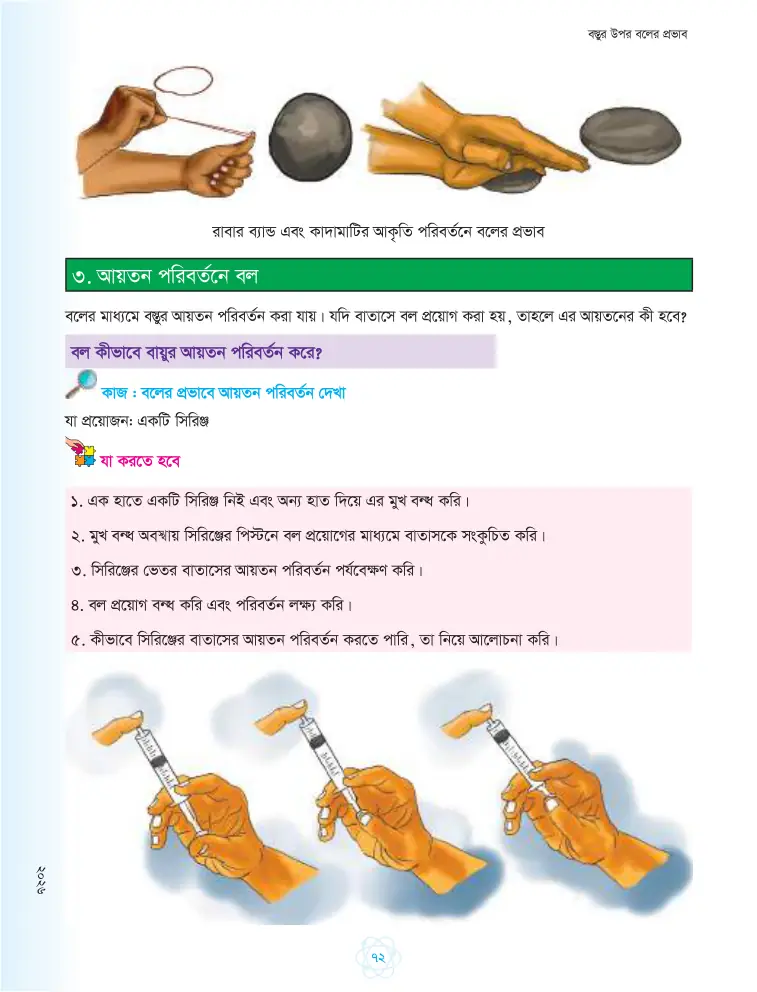 বস্তুর উপর বলের প্রভাব
রাবার ব্যান্ড এবং কাদামাটির আকৃতি পরিবর্তনে বলের প্রভাব
৩. আয়তন পরিবর্তনে বল
বলের মাধ্যমে বস্তুর আয়তন পরিবর্তন করা যায়। যদি বাতাসে বল প্রয়োগ করা হয়, তাহলে এর আয়তনের কী হবে?
বল কীভাবে বায়ুর আয়তন পরিবর্তন করে?
কাজ : বলের প্রভাবে আয়তন পরিবর্তন দেখা
যা প্রয়োজন: একটি সিরিঞ্জ
যা করতে হবে
১. এক হাতে একটি সিরিঞ্জ নিই এবং অন্য হাত দিয়ে এর মুখ বন্ধ করি।
২. মুখ বন্ধ অবস্থায় সিরিঞ্জের পিস্টনে বল প্রয়োগের মাধ্যমে বাতাসকে সংকুচিত করি।
৩. সিরিঞ্জের ভেতর বাতাসের আয়তন পরিবর্তন পর্যবেক্ষণ করি।
৪. বল প্রয়োগ বন্ধ করি এবং পরিবর্তন লক্ষ্য করি।
৫. কীভাবে সিরিঞ্জের বাতাসের আয়তন পরিবর্তন করতে পারি, তা নিয়ে আলোচনা করি।
২০২৬
৭২